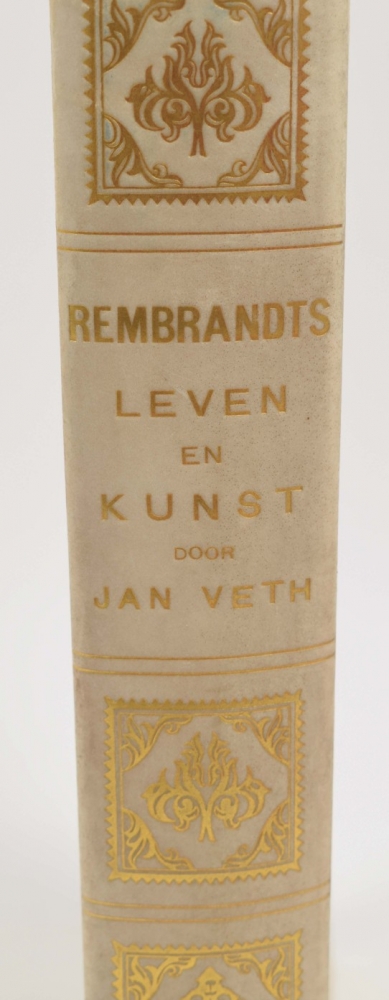 REMBRANDTS
LEVEN
EN
KUNST
DOOR
JAN VETH